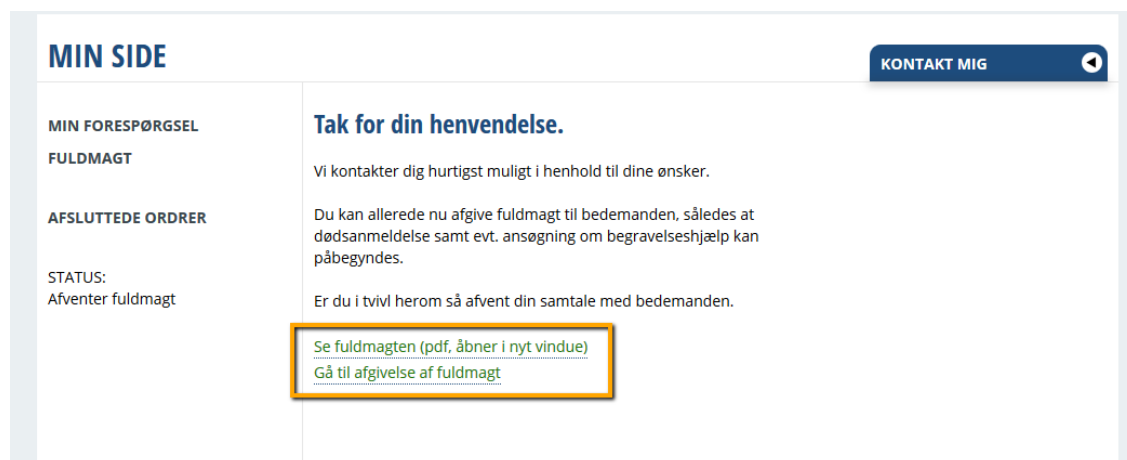 MIN SIDE
KONTAKT MIG
MIN FORESPØRGSEL
FULDMAGT
AFSLUTTEDE ORDRER
STATUS:
Afventer fuldmagt
Tak for din henvendelse.
Vi kontakter dig hurtigst muligt i henhold til dine ønsker.
Du kan allerede nu afgive fuldmagt til bedemanden, således at
dødsanmeldelse samt evt. ansøgning om begravelseshjælp kan
påbegyndes.
Er du i tvivl herom så afvent din samtale med bedemanden.
Se fuldmagten (pdf, åbner i nyt vindue)
Gå til afgivelse af fuldmagt